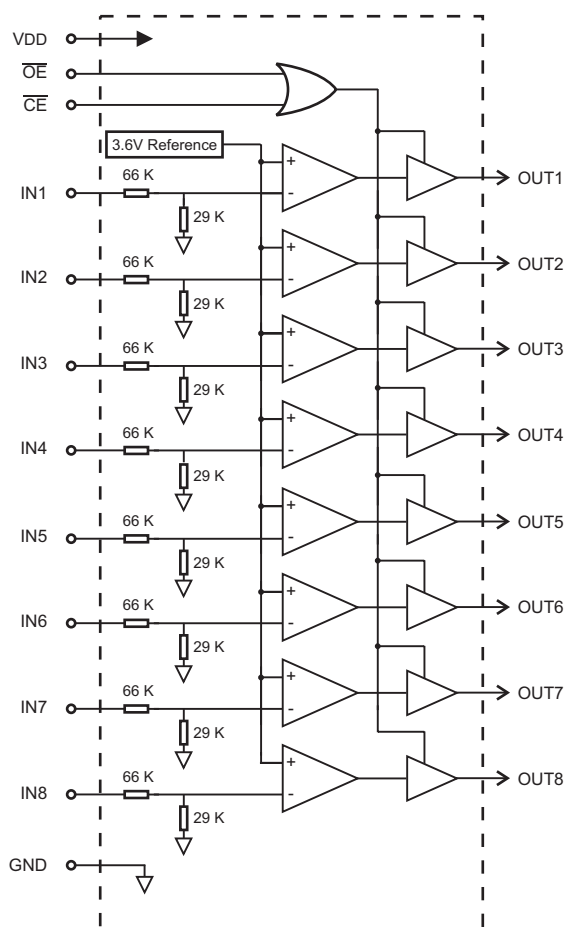 VDD
OE
CE
3.6V Reference
66 K
+
IN1
-
OUT1
29 K
66 K
+
IN2
-
OUT2
29 K
66 K
+
IN3
-
OUT3
29 K
66 K
+
IN4
-
OUT4
29 K
66 K
+
IN5
-
OUT5
29 K
66 K
+
IN6
-
OUT6
29 K
66 K
+
IN7
-
OUT7
29 K
66 K
+
IN8
-
OUT8
29 K
GND